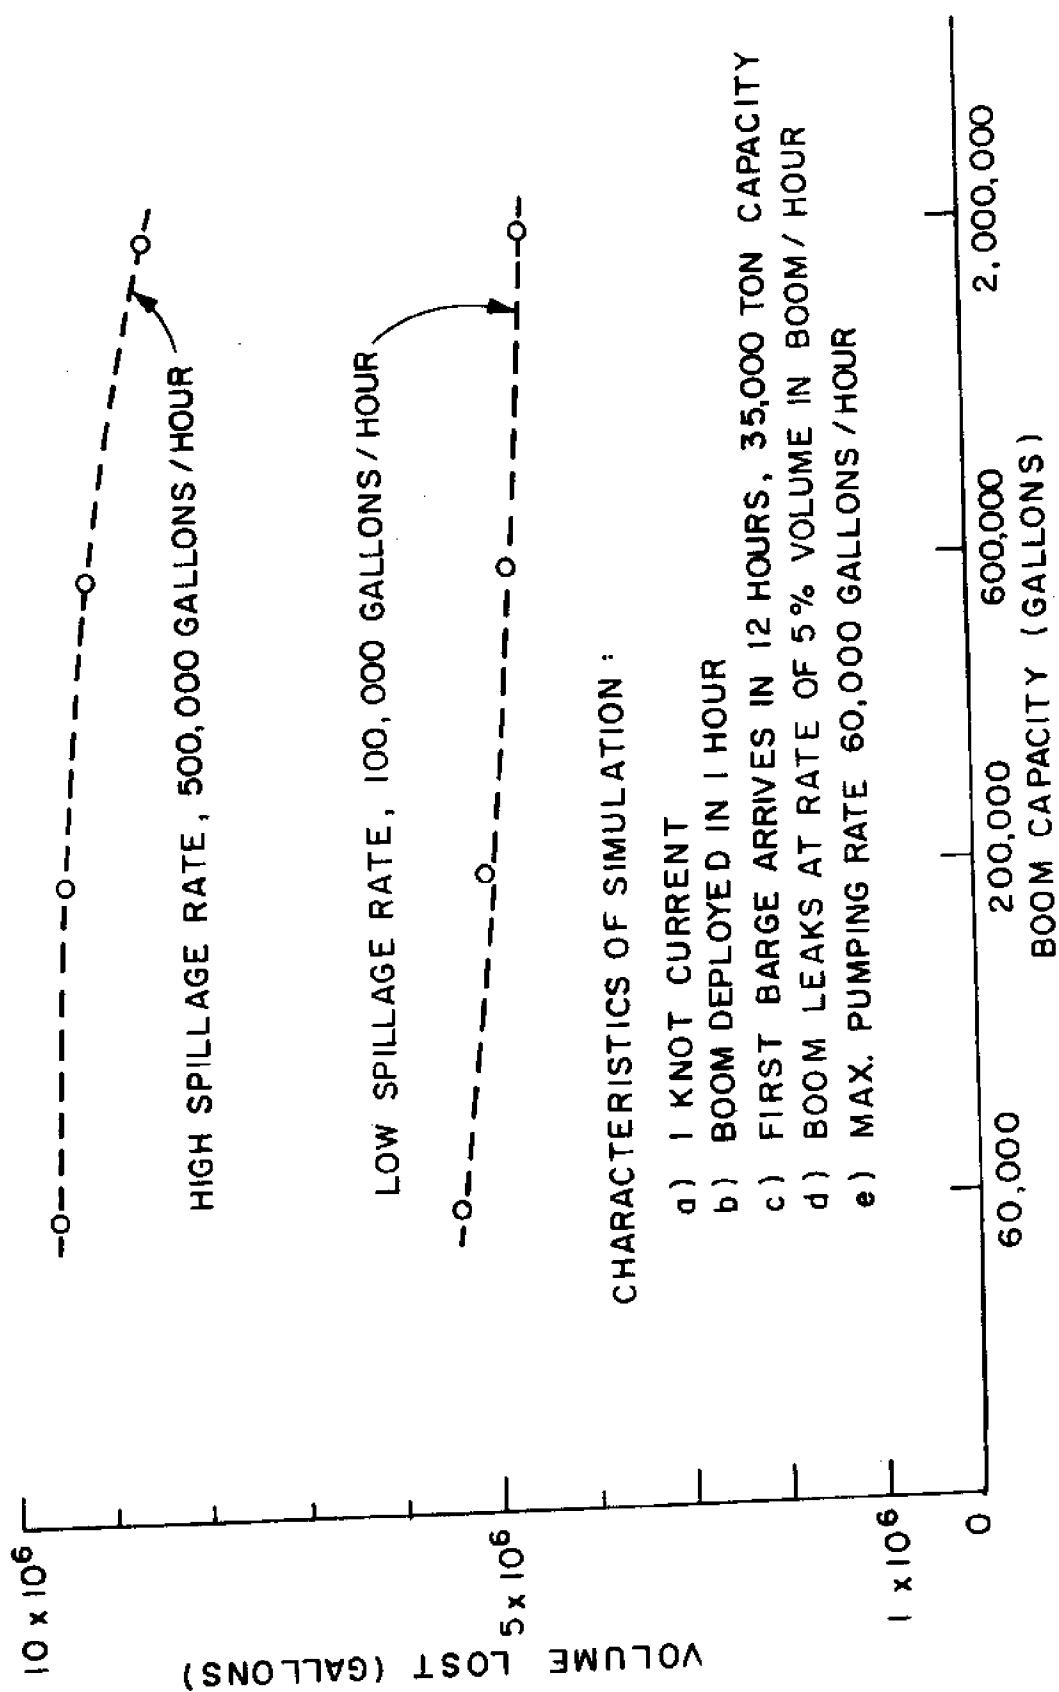 10 x 10⁶
5 x 10⁶
1 x 10⁶
0
VOLUME LOST (GALLONS)
HIGH SPILLAGE RATE, 500,000 GALLONS/HOUR
LOW SPILLAGE RATE, 100,000 GALLONS/HOUR
CHARACTERISTICS OF SIMULATION:
a) 1 KNOT CURRENT
b) BOOM DEPLOYED IN 1 HOUR
c) FIRST BARGE ARRIVES IN 12 HOURS, 35,000 TON CAPACITY
d) BOOM LEAKS AT RATE OF 5% VOLUME IN BOOM/HOUR
e) MAX. PUMPING RATE 60,000 GALLONS/HOUR
60,000
200,000
600,000
2,000,000
BOOM CAPACITY (GALLONS)